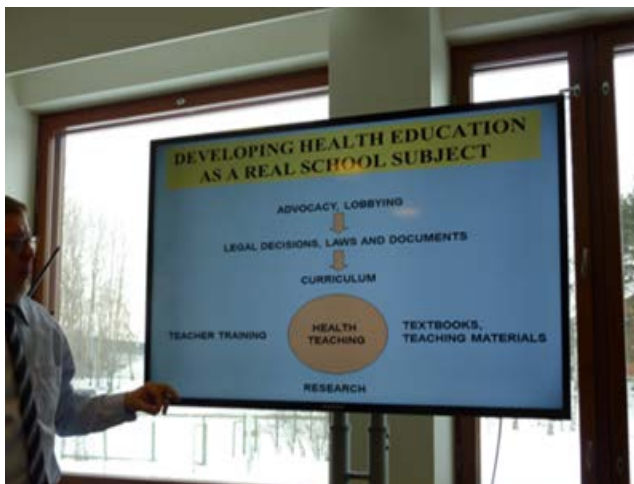 DEVELOPING HEALTH EDUCATION
AS A REAL SCHOOL SUBJECT
ADVOCACY, LOBBYING
LEGAL DECISIONS, LAWS AND DOCUMENTS
CURRICULUM
TEACHER TRAINING
HEALTH
TEACHING
TEXTBOOKS,
TEACHING MATERIALS
RESEARCH